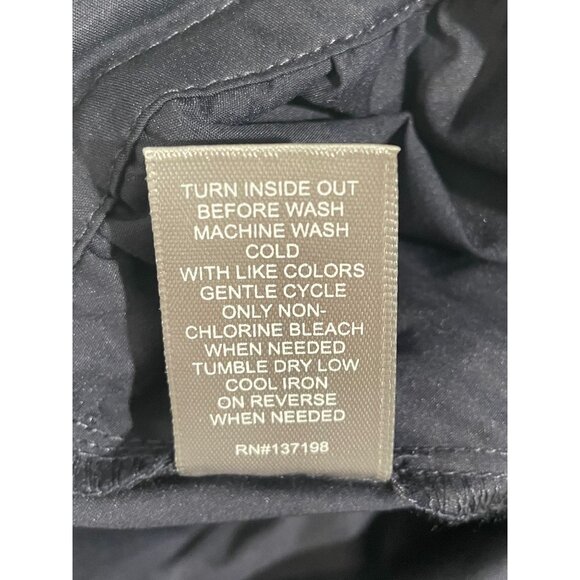 TURN INSIDE OUT
BEFORE WASH
MACHINE WASH
COLD
WITH LIKE COLORS
GENTLE CYCLE
ONLY NON-
CHLORINE BLEACH
WHEN NEEDED
TUMBLE DRY LOW
COOL IRON
ON REVERSE
WHEN NEEDED
RN#137198